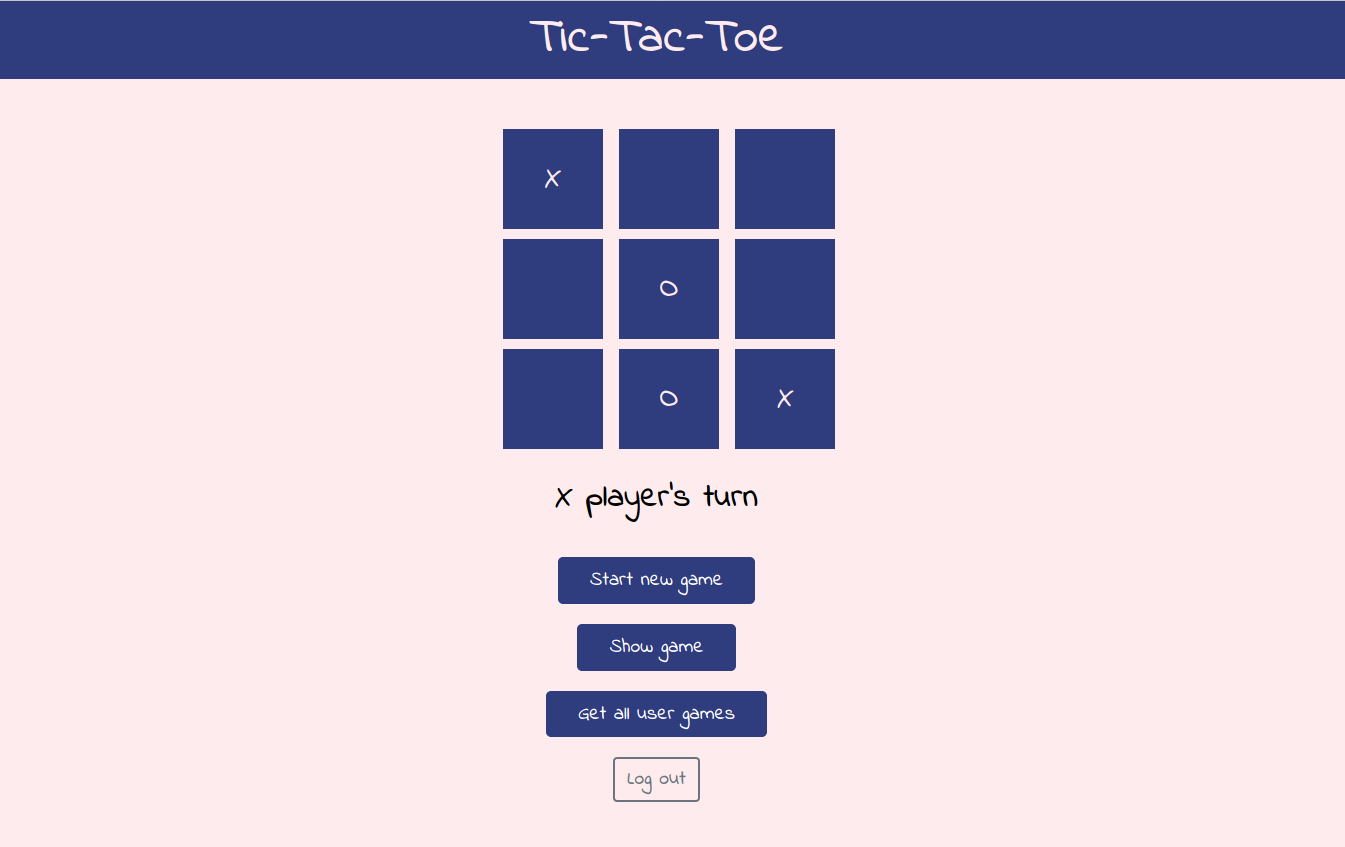 Tic-Tac-Toe
X
O
O X
X player's turn
Start new game
Show game
Get all user games
Log out